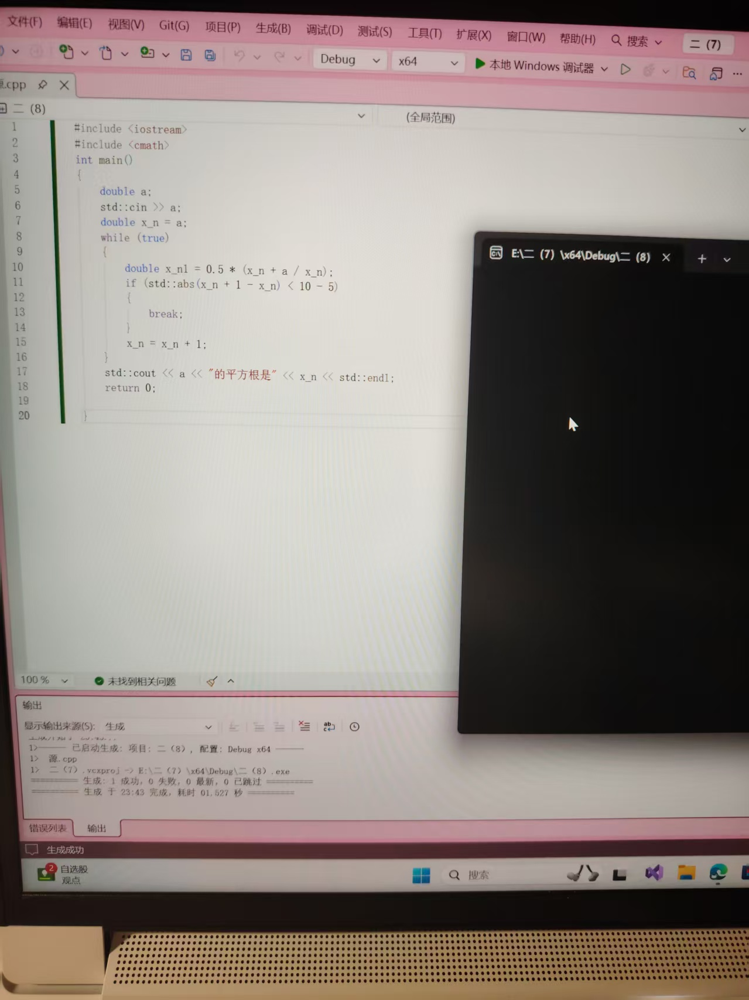 文件(F) 编辑(E) 视图(V) Git(G) 项目(P) 生成(B) 调试(D) 测试(S) 工具(T) 扩展(X) 窗口(W) 帮助(H) 搜索 二 (7)
Debug x64 本地 Windows 调试器
源.cpp
二 (8) (全局范围)
1 #include <iostream>
2 #include <cmath>
3 int main()
4 {
5 double a;
6 std::cin >> a;
7 double x_n = a;
8 while (true)
9 {
10 double x_n1 = 0.5 * (x_n + a / x_n);
11 if (std::abs(x_n + 1 - x_n) < 10 - 5)
12 {
13 break;
14 }
15 x_n = x_n + 1;
16 }
17 std::cout << a << "的平方根是" << x_n << std::endl;
18 return 0;
19
20 }
E:\二 (7) \x64\Debug\二 (8)
100 % 未找到相关问题
输出
显示输出来源(S): 生成
1>------ 已启动生成: 项目: 二 (8), 配置: Debug x64 ------
1> 源.cpp
1> 二 (7).vcxproj -> E:\二 (7)\x64\Debug\二 (8).exe
========== 生成: 1 成功, 0 失败, 0 最新, 0 已跳过 ==========
========== 生成 于 23:43 完成, 耗时 01.527 秒 ==========
错误列表 输出
生成成功
2 自选股
观点
搜索